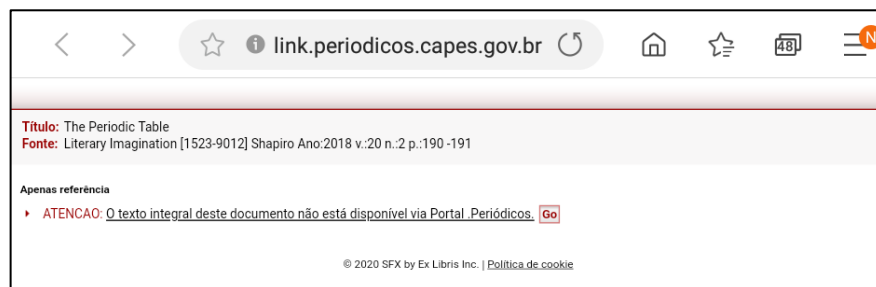 link.periodicos.capes.gov.br
48
N
Título: The Periodic Table
Fonte: Literary Imagination [1523-9012] Shapiro Ano:2018 v.:20 n.:2 p.:190 -191
Apenas referência
ATENCAO: O texto integral deste documento não está disponível via Portal .Periódicos. Go
© 2020 SFX by Ex Libris Inc. | Política de cookie